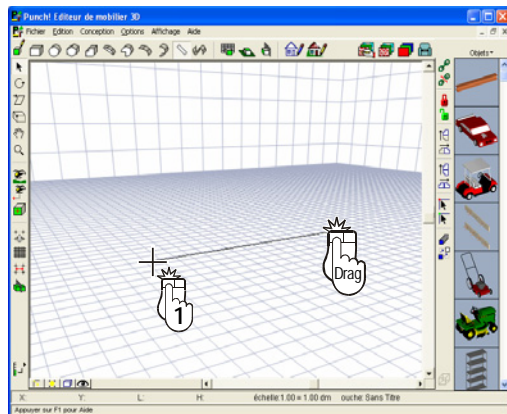 Punch! Editeur de mobilier 3D
Fichier Edition Conception Options Affichage Aide
Objets
Drag
1
X: Y: L: H: échelle:1.00 = 1.00 dm ouche: Sans Titre
Appuyer sur F1 pour Aide